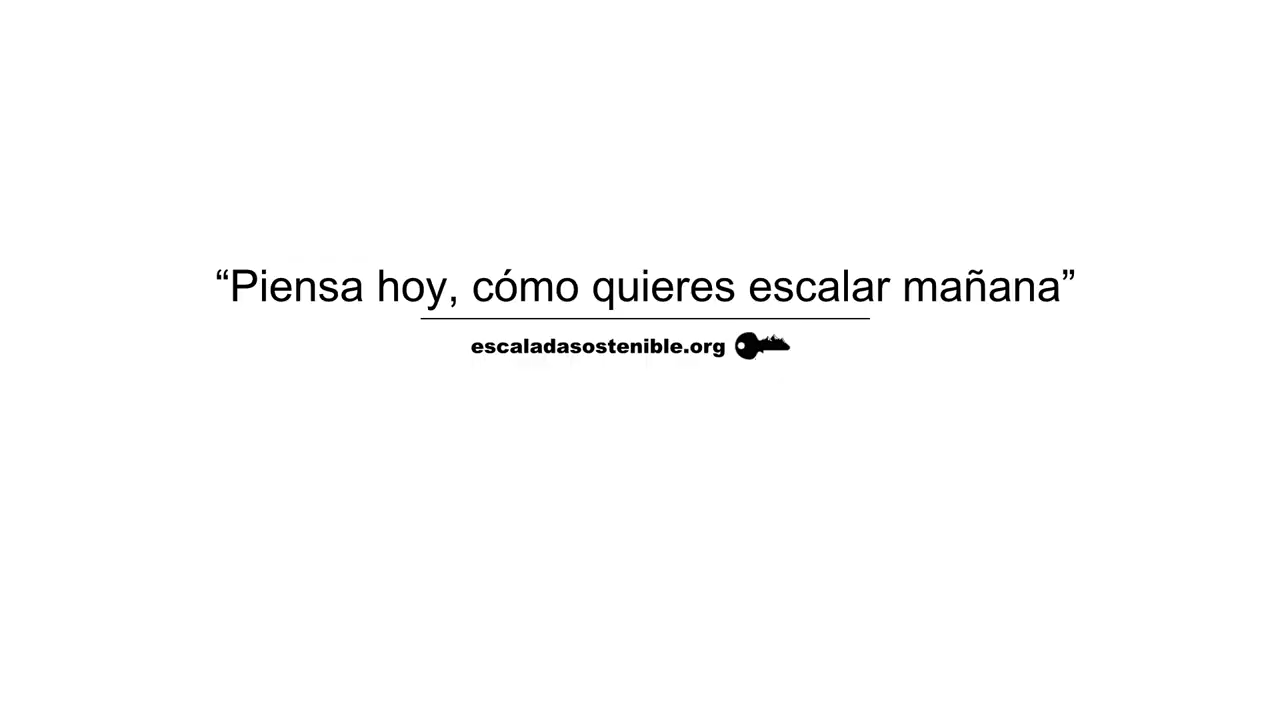 “Piensa hoy, cómo quieres escalar mañana”
escaladasostenible.org